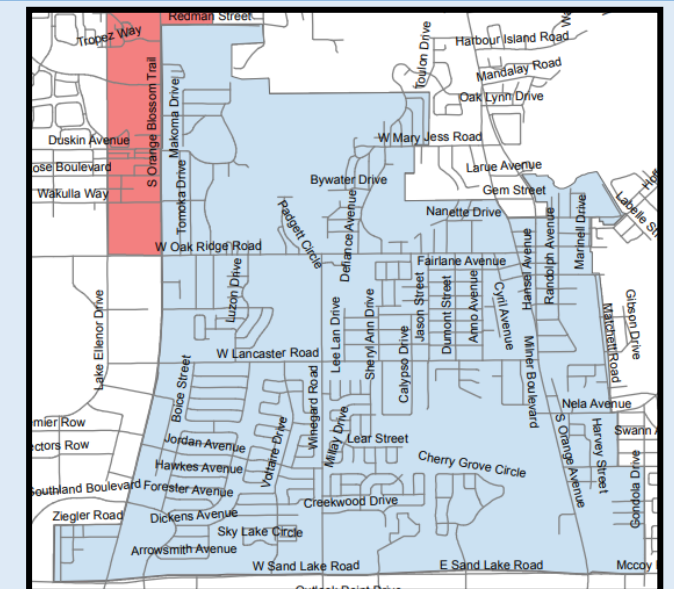 Redman Street
Tropez Way
Harbour Island Road
Toulon Drive
Mandalay Road
S Orange Blossom Trail
Makoma Drive
Oak Lynn Drive
Duskin Avenue
W Mary Jess Road
ose Boulevard
Larue Avenue
Wakulla Way
Tomoka Drive
Bywater Drive
Gem Street
Labelle St
Padgett Circle
Defiance Avenue
Nanette Drive
Hansel Avenue
Randolph Avenue
Marinell Drive
W Oak Ridge Road
Fairlane Avenue
Luzon Drive
Lake Ellenor Drive
Lee Lan Drive
Sheryl Ann Drive
Calypso Drive
Jason Street
Dumont Street
Anno Avenue
Cyril Avenue
Gibson Drive
Matchett Road
W Lancaster Road
Milner Boulevard
Boice Street
Winegard Road
Nela Avenue
emier Row
Millay Drive
Lear Street
S Orange Avenue
Harvey Street
Swann A
ectors Row
Jordan Avenue
Voltaire Drive
Hawkes Avenue
Cherry Grove Circle
Gondola Drive
Southland Boulevard
Forester Avenue
Creekwood Drive
Ziegler Road
Dickens Avenue
Sky Lake Circle
Arrowsmith Avenue
W Sand Lake Road
E Sand Lake Road
Mccoy